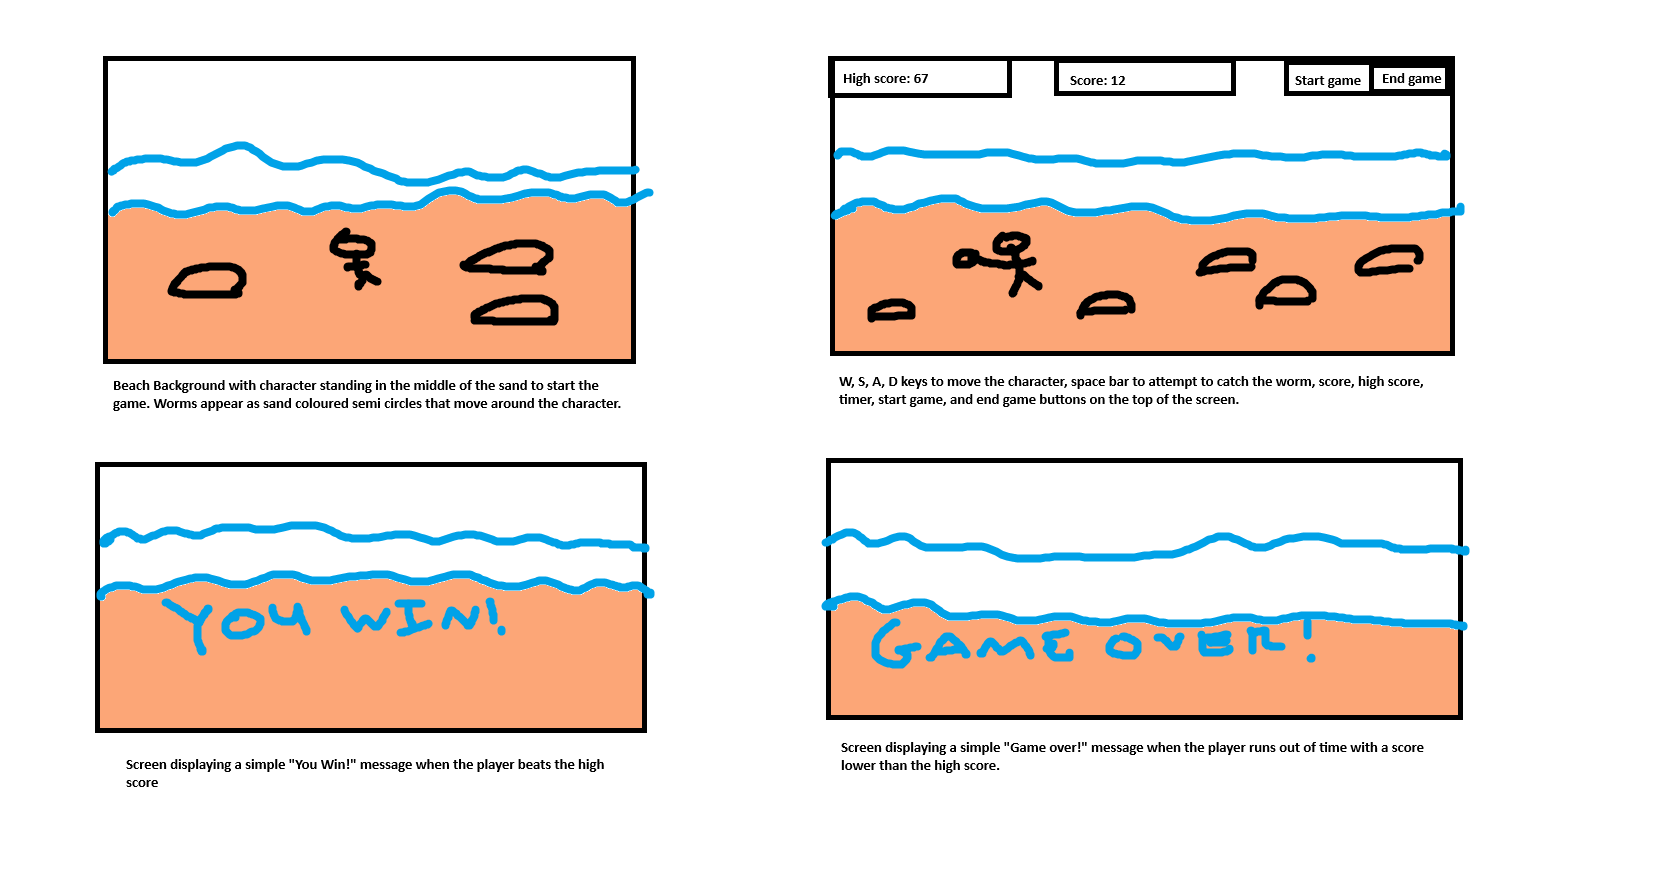 High score: 67
Score: 12
Start game
End game
Beach Background with character standing in the middle of the sand to start the
game. Worms appear as sand coloured semi circles that move around the character.
W, S, A, D keys to move the character, space bar to attempt to catch the worm, score, high score,
timer, start game, and end game buttons on the top of the screen.
YOU WIN!
GAME OVER!
Screen displaying a simple "You Win!" message when the player beats the high
score
Screen displaying a simple "Game over!" message when the player runs out of time with a score
lower than the high score.